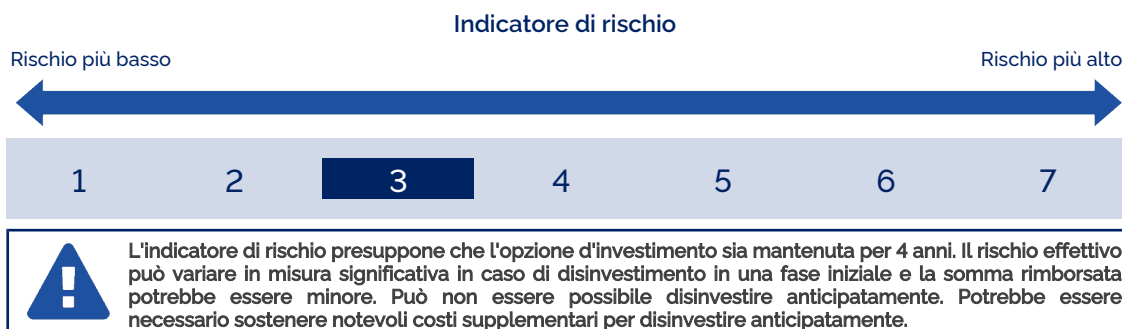 Indicatore di rischio
Rischio più basso
Rischio più alto
1 2 3 4 5 6 7
L'indicatore di rischio presuppone che l'opzione d'investimento sia mantenuta per 4 anni. Il rischio effettivo
può variare in misura significativa in caso di disinvestimento in una fase iniziale e la somma rimborsata
potrebbe essere minore. Può non essere possibile disinvestire anticipatamente. Potrebbe essere
necessario sostenere notevoli costi supplementari per disinvestire anticipatamente.